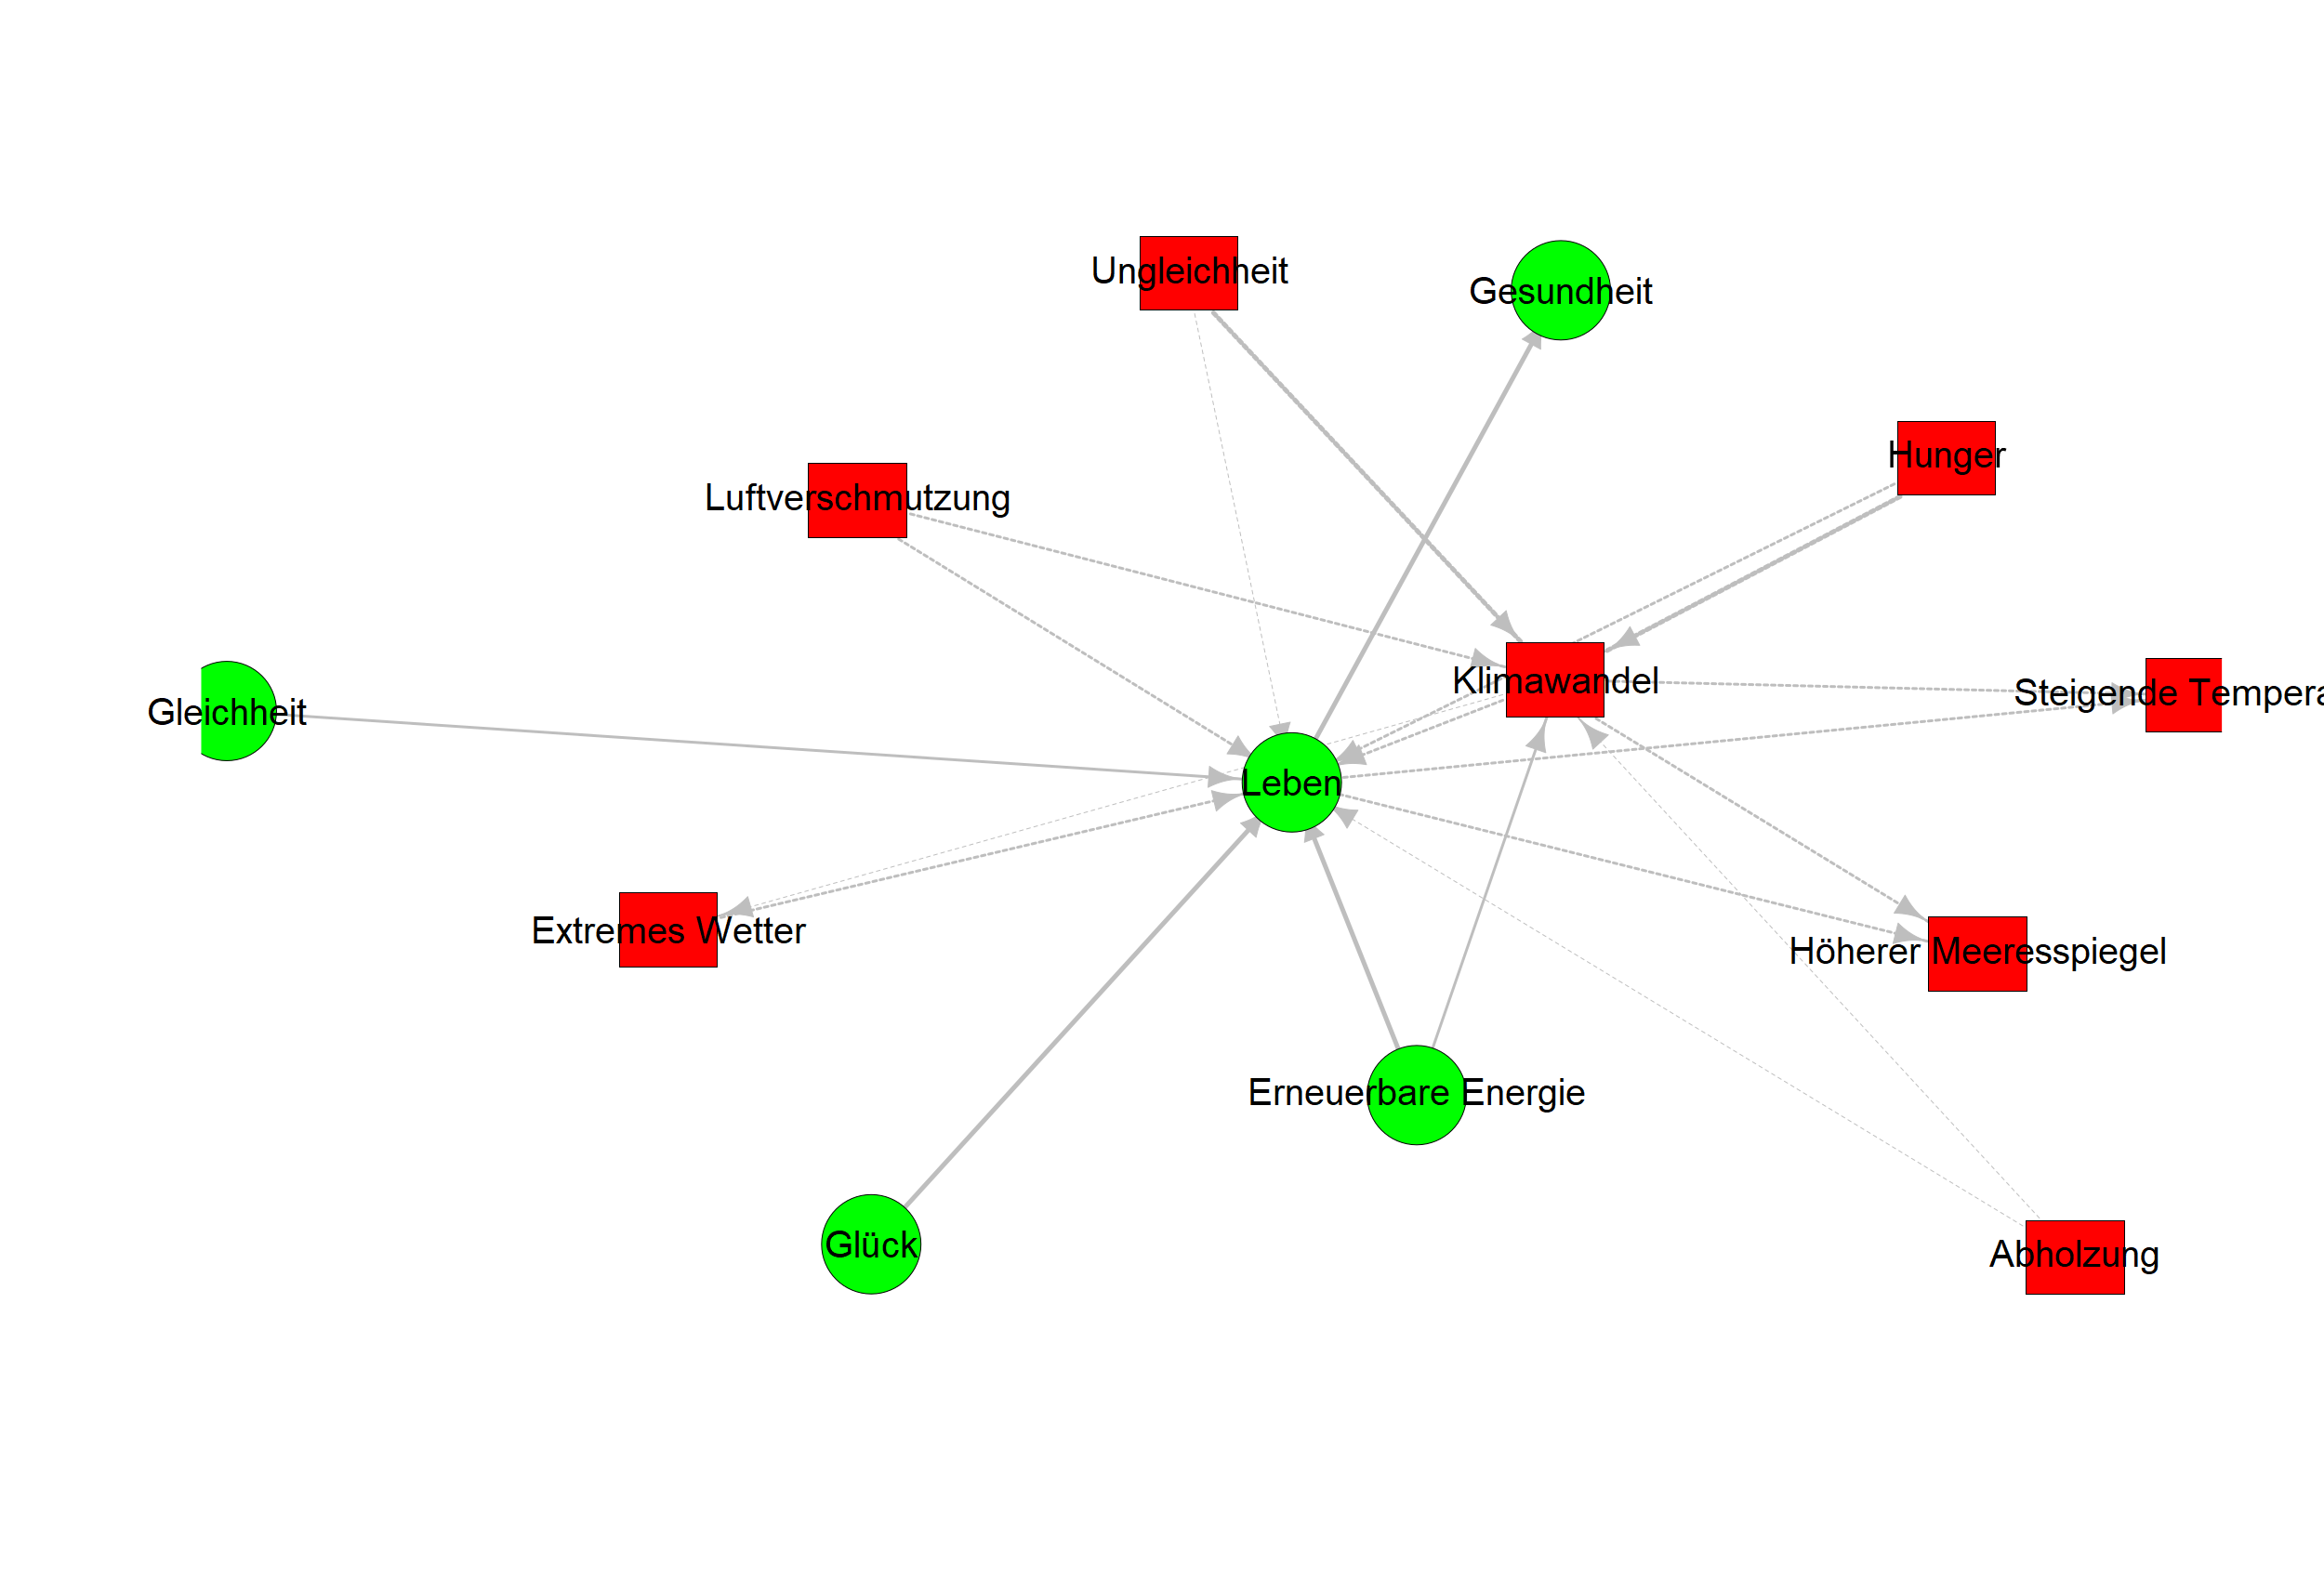 Ungleichheit
Gesundheit
Hunger
Luftverschmutzung
Klimawandel
Steigende Tempera
Gleichheit
Leben
Extremes Wetter
Höherer Meeresspiegel
Erneuerbare Energie
Glück
Abholzung